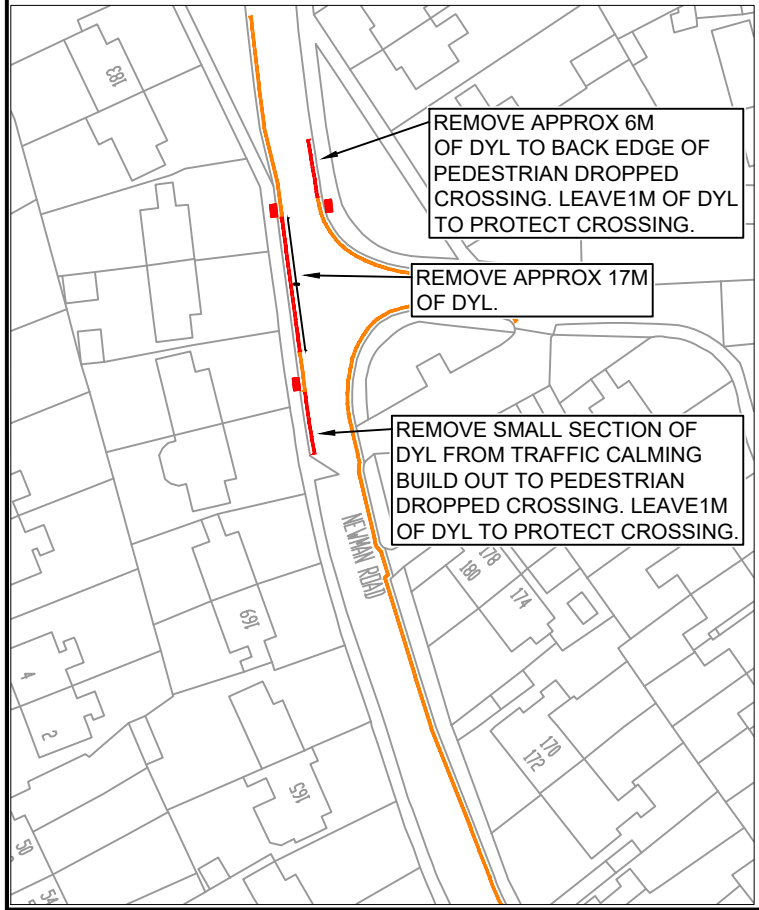 183
REMOVE APPROX 6M
OF DYL TO BACK EDGE OF
PEDESTRIAN DROPPED
CROSSING. LEAVE1M OF DYL
TO PROTECT CROSSING.
REMOVE APPROX 17M
OF DYL.
REMOVE SMALL SECTION OF
DYL FROM TRAFFIC CALMING
BUILD OUT TO PEDESTRIAN
DROPPED CROSSING. LEAVE1M
OF DYL TO PROTECT CROSSING.
NEWMAN ROAD
178
180
174
169
4
2
170
172
165
50
54